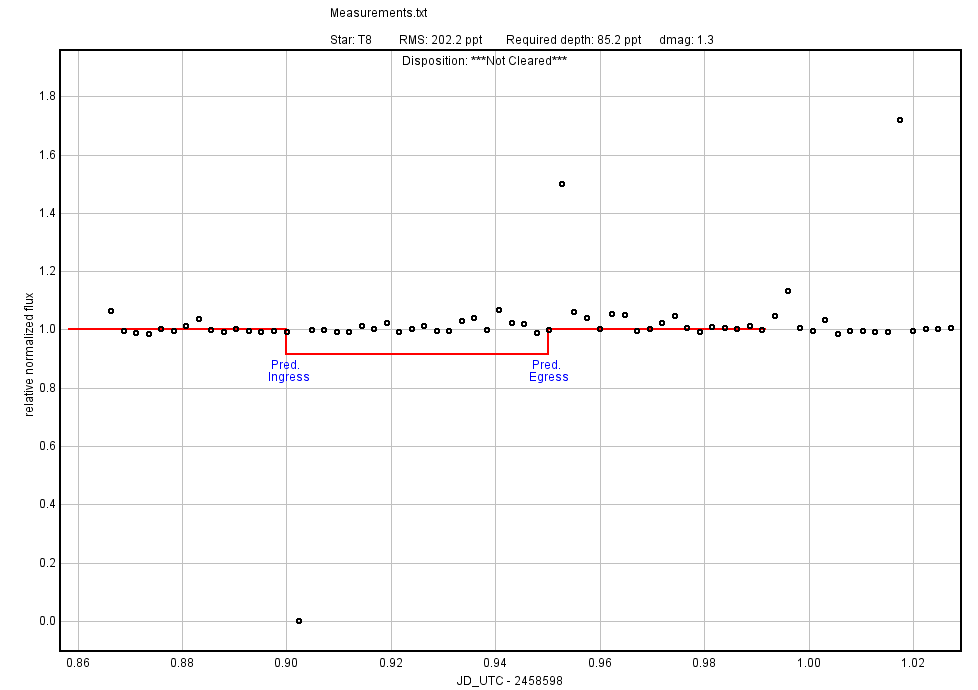 Measurements.txt
Star: T8 RMS: 202.2 ppt Required depth: 85.2 ppt dmag: 1.3
Disposition: ***Not Cleared***
relative normalized flux
1.8
1.6
1.4
1.2
1.0
0.8
0.6
0.4
0.2
0.0
Pred.
Ingress
Pred.
Egress
0.86 0.88 0.90 0.92 0.94 0.96 0.98 1.00 1.02
JD_UTC - 2458598